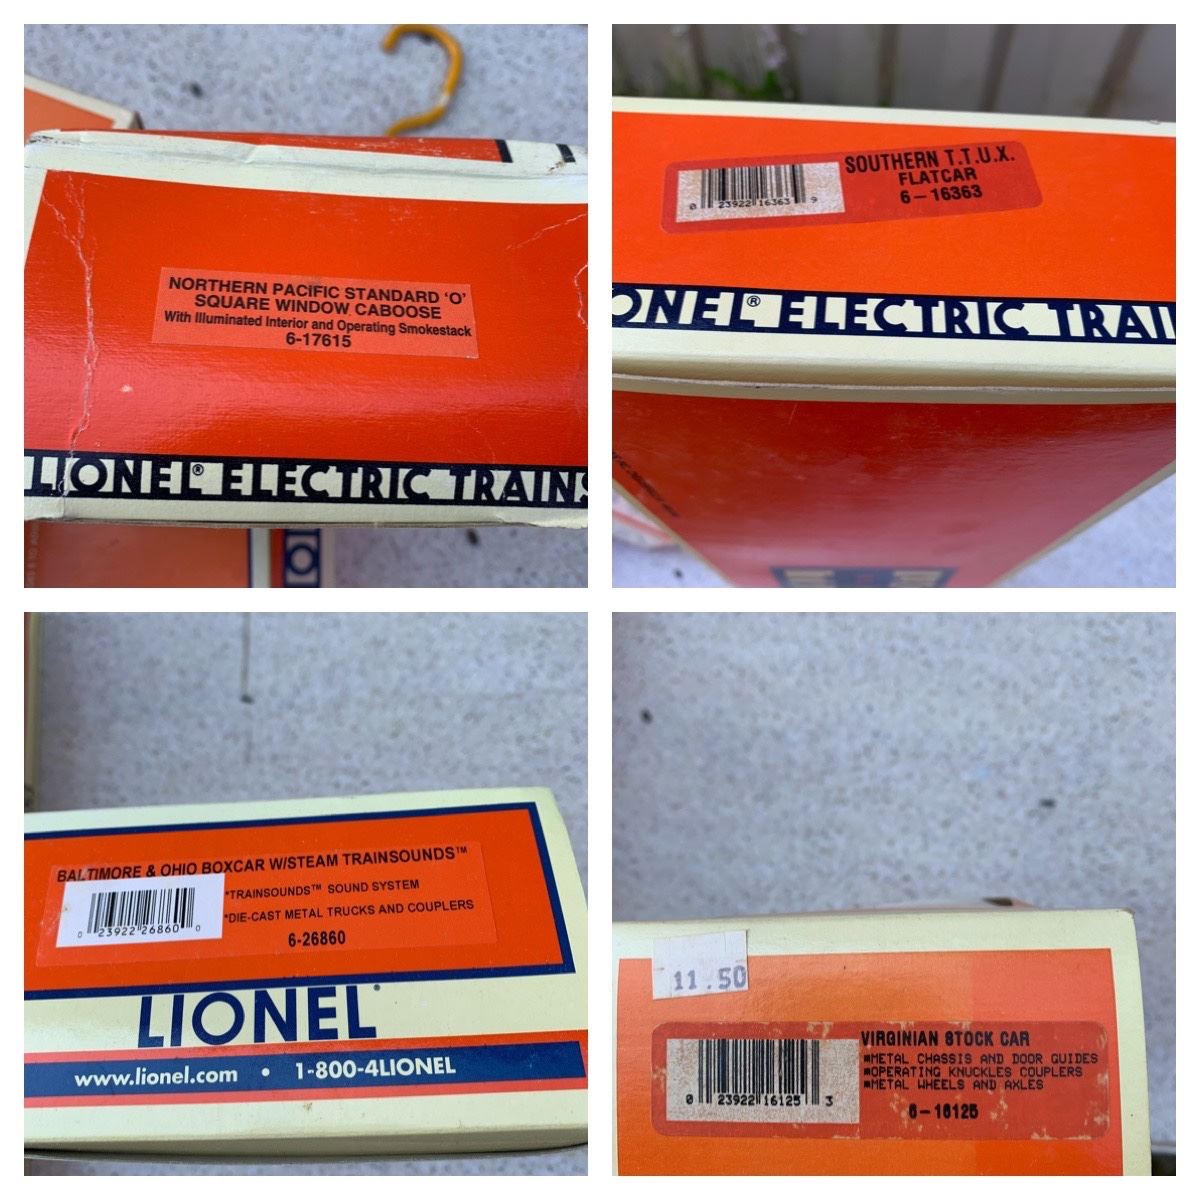 NORTHERN PACIFIC STANDARD 'O'
SQUARE WINDOW CABOOSE
With Illuminated Interior and Operating Smokestack
6-17615
LIONEL® ELECTRIC TRAINS
SOUTHERN T.T.U.X.
FLATCAR
6-16363
0 23922 16363 9
ONEL® ELECTRIC TRAI
BALTIMORE & OHIO BOXCAR W/STEAM TRAINSOUNDS™
*TRAINSOUNDS™ SOUND SYSTEM
*DIE-CAST METAL TRUCKS AND COUPLERS
0 23922 26860 0
6-26860
LIONEL®
www.lionel.com • 1-800-4LIONEL
11.50
VIRGINIAN STOCK CAR
*METAL CHASSIS AND DOOR GUIDES
*OPERATING KNUCKLES COUPLERS
*METAL WHEELS AND AXLES
0 23922 16125 3
6-16125